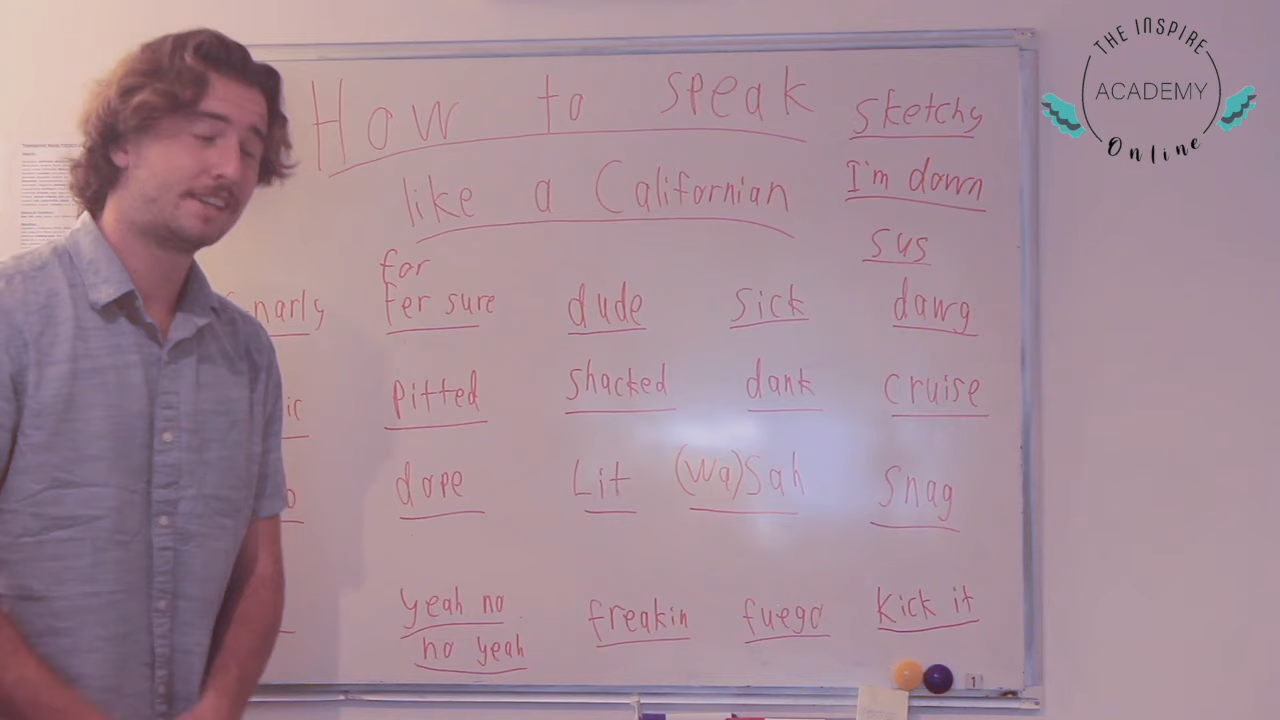 How to speak
like a Californian
sketchy
I'm down
sus
for
fer sure
dude
sick
dawg
pitted
shacked
dank
cruise
dope
Lit
(Wa)Sah
Snag
yeah no
no yeah
freakin
fuego
Kick it
1
THE INSPIRE
ACADEMY
Online